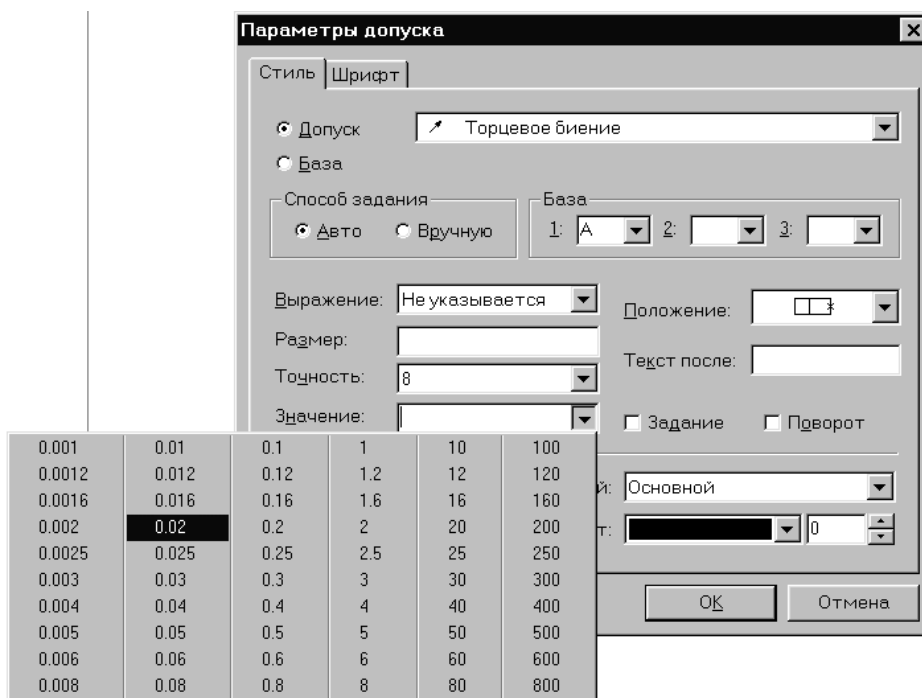 Параметры допуска
Стиль Шрифт
Допуск Торцевое биение
База
Способ задания База
Авто Вручную 1: А 2: 3:
Выражение: Не указывается Положение:
Размер:
Текст после:
Точность: 8
Значение: Задание Поворот
0.001 0.01 0.1 1 10 100
0.0012 0.012 0.12 1.2 12 120
0.0016 0.016 0.16 1.6 16 160 й: Основной
0.002 0.02 0.2 2 20 200 т: 0
0.0025 0.025 0.25 2.5 25 250
0.003 0.03 0.3 3 30 300
0.004 0.04 0.4 4 40 400 OK Отмена
0.005 0.05 0.5 5 50 500
0.006 0.06 0.6 6 60 600
0.008 0.08 0.8 8 80 800